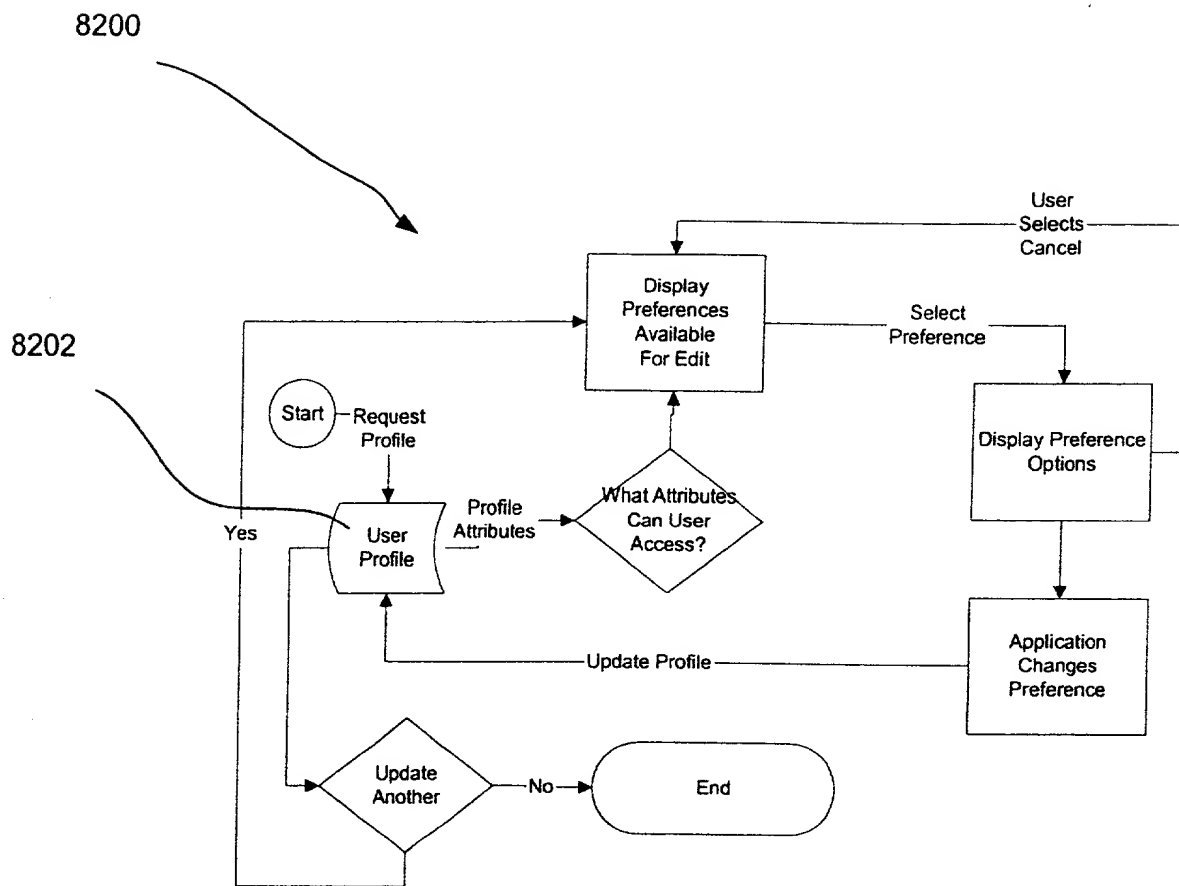 8200
User
Selects
Cancel
Display
Preferences
Available
For Edit
Select
Preference
8202
Start
Request
Profile
Display Preference
Options
What Attributes
Can User
Access?
Profile
Attributes
User
Profile
Yes
Application
Changes
Preference
Update Profile
Update
Another
No
End